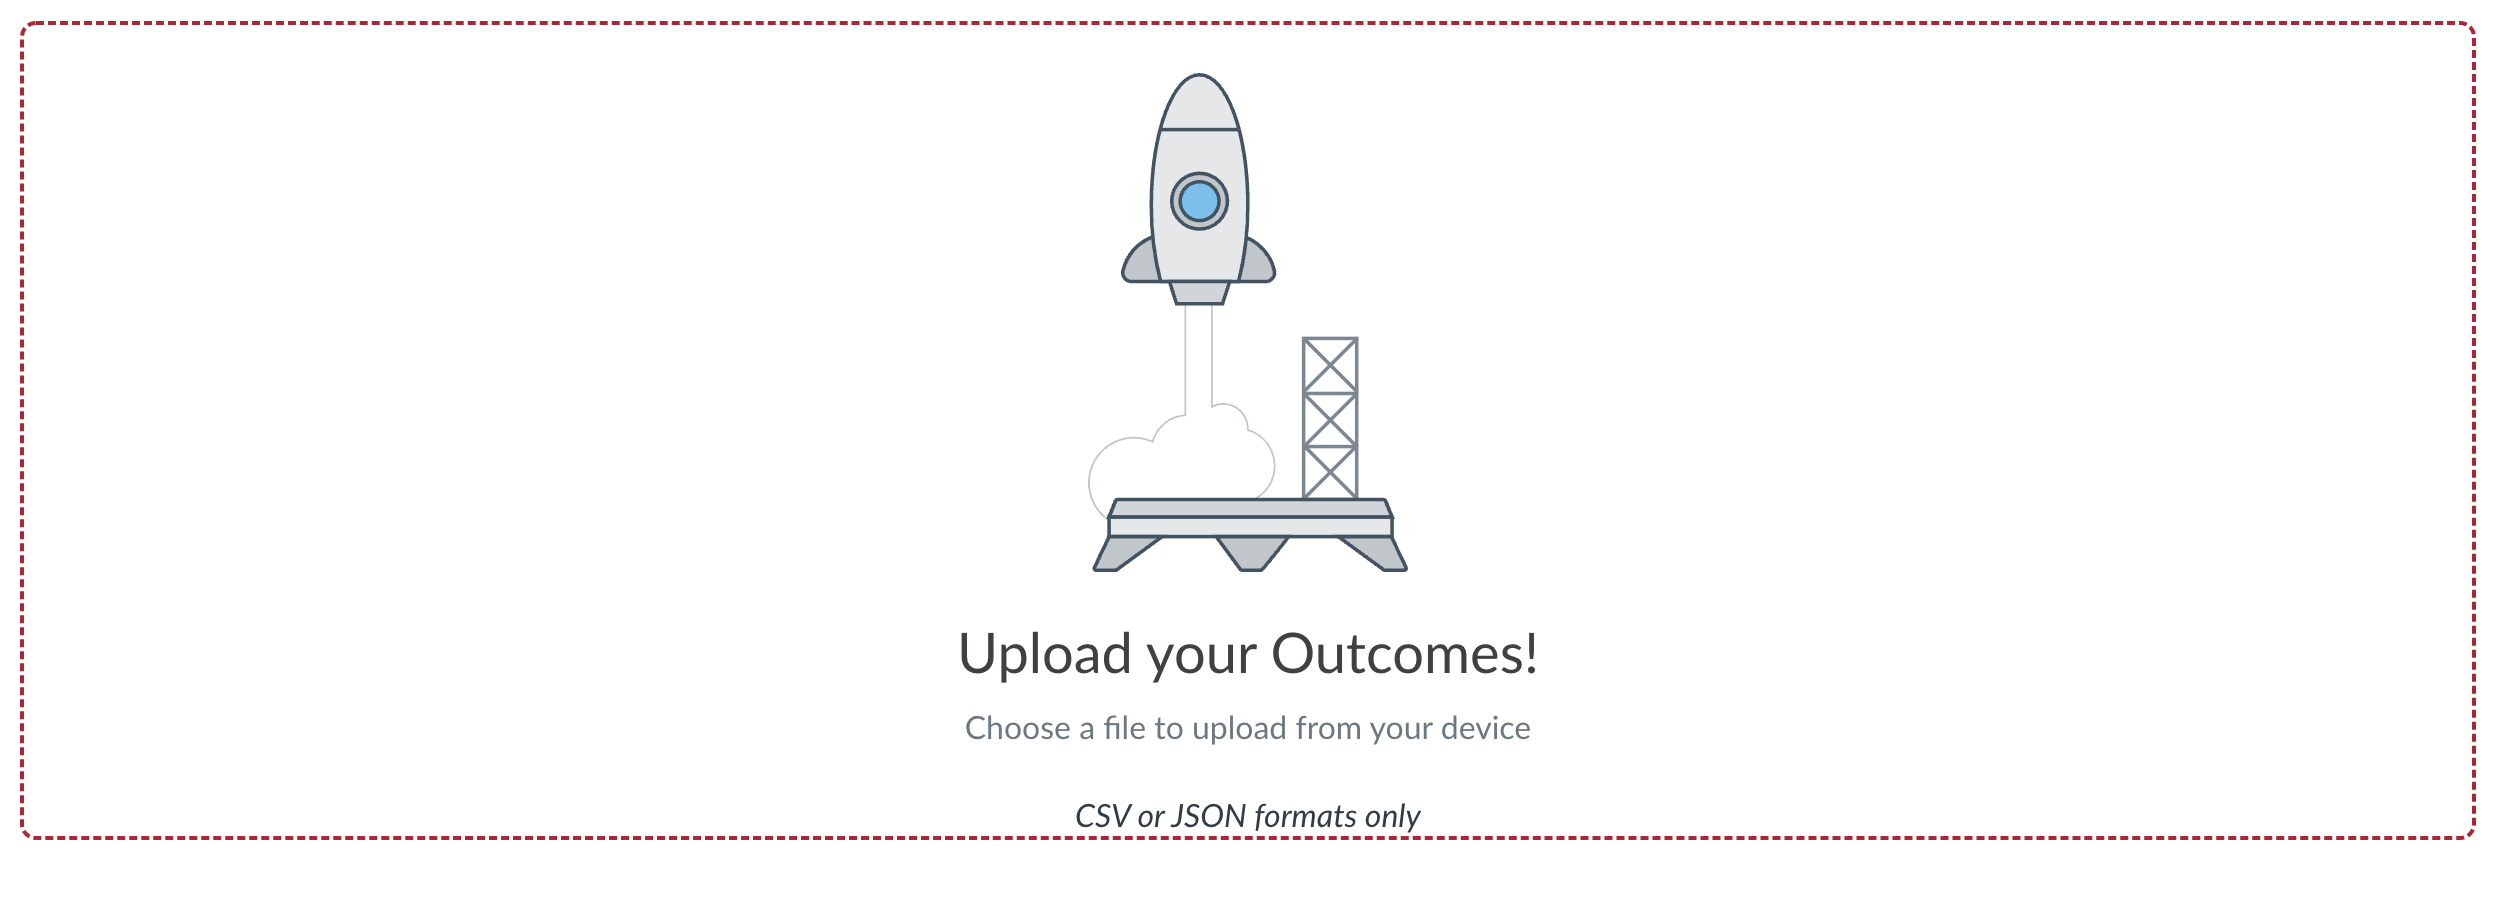 Upload your Outcomes!
Choose a file to upload from your device
CSV or JSON formats only